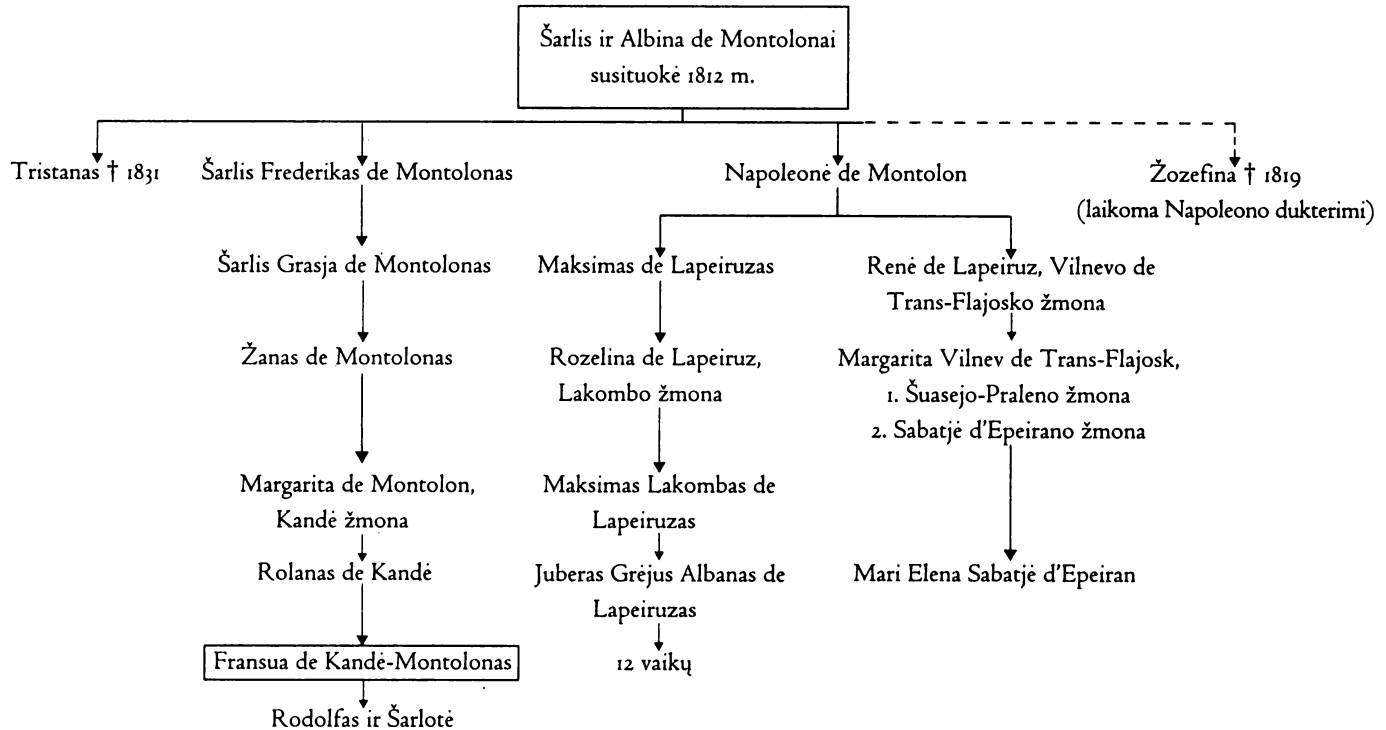 Šarlis ir Albina de Montolonai
susituokė 1812 m.
Tristanas † 1831
Šarlis Frederikas de Montolonas
Napoleonė de Montolon
Žozefina † 1819
(laikoma Napoleono dukterimi)
Šarlis Grasja de Montolonas
Maksimas de Lapeiruzas
Renė de Lapeiruz, Vilnevo de
Trans-Flajosko žmona
Žanas de Montolonas
Rozelina de Lapeiruz,
Lakombo žmona
Margarita Vilnev de Trans-Flajosk,
1. Šuasejo-Praleno žmona
2. Sabatjė d'Epeirano žmona
Margarita de Montolon,
Kandė žmona
Maksimas Lakombas de
Lapeiruzas
Rolanas de Kandė
Juberas Grėjus Albanas de
Lapeiruzas
Mari Elena Sabatjė d'Epeiran
Fransua de Kandė-Montolonas
12 vaikų
Rodolfas ir Šarlotė